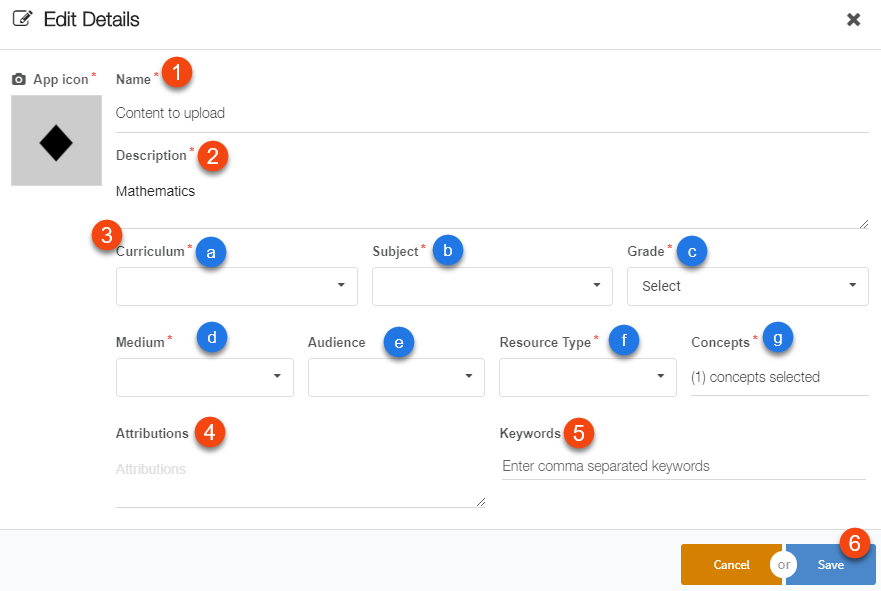 Edit Details
App icon* Name* 1
Content to upload
Description* 2
Mathematics
3
Curriculum* a Subject* b Grade* c
Select
Medium* d Audience e Resource Type* f Concepts* g
(1) concepts selected
Attributions 4 Keywords 5
Attributions Enter comma separated keywords
6
Cancel or Save